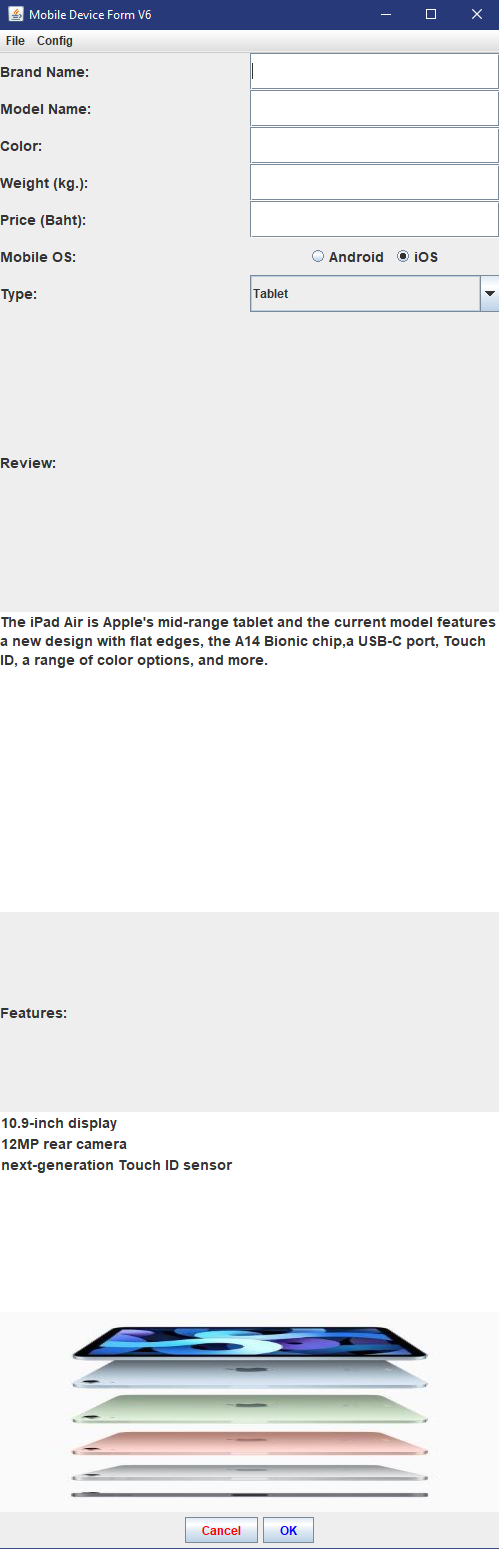 Mobile Device Form V6
File Config
Brand Name:
Model Name:
Color:
Weight (kg.):
Price (Baht):
Mobile OS: Android iOS
Type: Tablet
Review:
The iPad Air is Apple's mid-range tablet and the current model features
a new design with flat edges, the A14 Bionic chip,a USB-C port, Touch
ID, a range of color options, and more.
Features:
10.9-inch display
12MP rear camera
next-generation Touch ID sensor
Cancel OK